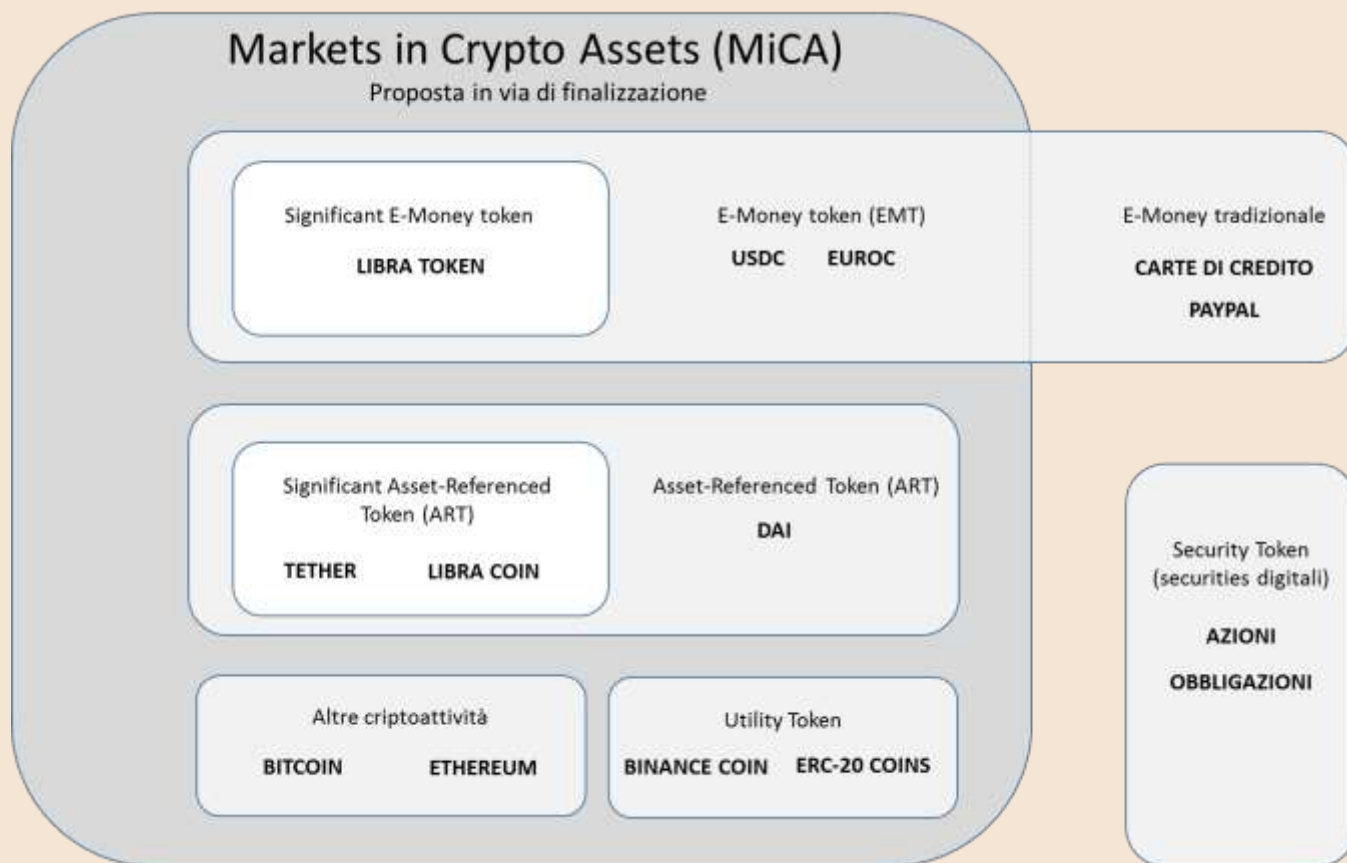 Markets in Crypto Assets (MiCA)
Proposta in via di finalizzazione
Significant E-Money token
LIBRA TOKEN
E-Money token (EMT)
USDC EUROC
E-Money tradizionale
CARTE DI CREDITO
PAYPAL
Significant Asset-Referenced
Token (ART)
TETHER LIBRA COIN
Asset-Referenced Token (ART)
DAI
Security Token
(securities digitali)
AZIONI
OBBLIGAZIONI
Altre criptoattività
BITCOIN ETHEREUM
Utility Token
BINANCE COIN ERC-20 COINS